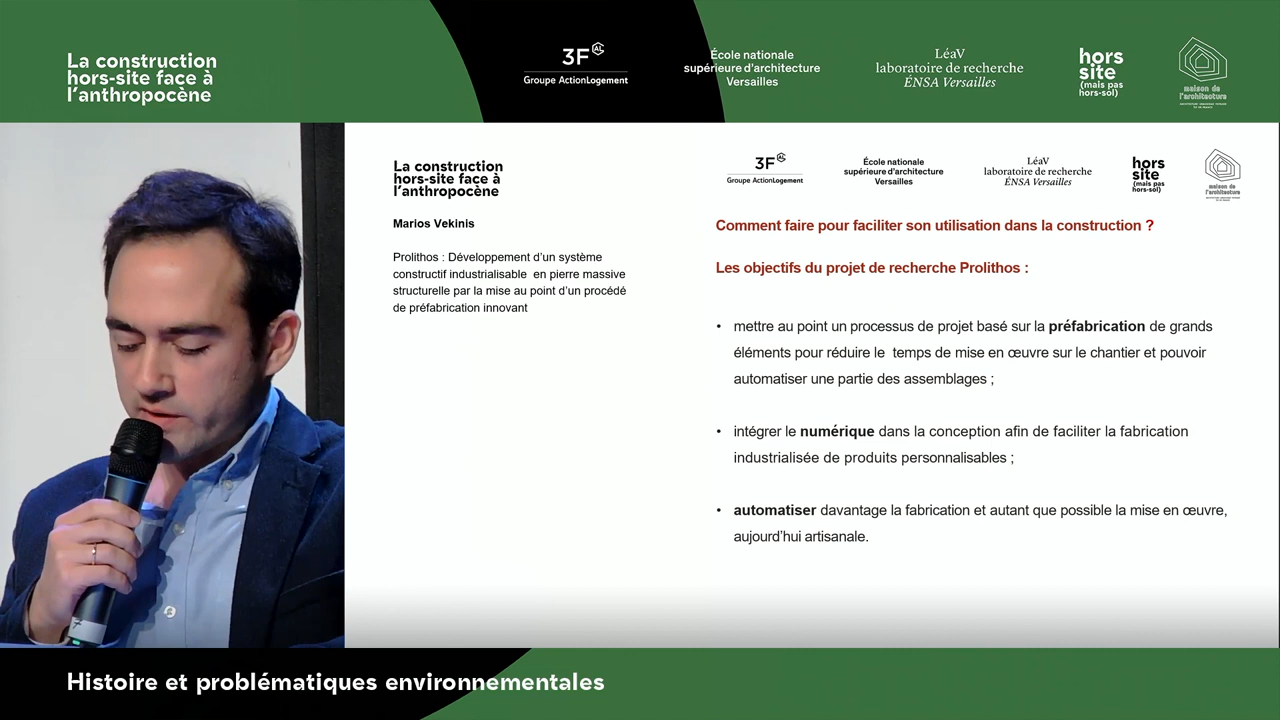 La construction
hors-site face à
l'anthropocène
3F AL
Groupe ActionLogement
École nationale
supérieure d'architecture
Versailles
LéaV
laboratoire de recherche
ÉNSA Versailles
hors
site
(mais pas
hors-sol)
maison de
l'architecture
La construction
hors-site face à
l'anthropocène
3F AL
Groupe ActionLogement
École nationale
supérieure d'architecture
Versailles
LéaV
laboratoire de recherche
ÉNSA Versailles
hors
site
(mais pas
hors-sol)
maison de
l'architecture
Marios Vekinis
Prolithos : Développement d'un système
constructif industrialisable  en pierre massive
structurelle par la mise au point d'un procédé
de préfabrication innovant
Comment faire pour faciliter son utilisation dans la construction ?
Les objectifs du projet de recherche Prolithos :
• mettre au point un processus de projet basé sur la préfabrication de grands
éléments pour réduire le  temps de mise en œuvre sur le chantier et pouvoir
automatiser une partie des assemblages ;
• intégrer le numérique dans la conception afin de faciliter la fabrication
industrialisée de produits personnalisables ;
• automatiser davantage la fabrication et autant que possible la mise en œuvre,
aujourd'hui artisanale.
Histoire et problématiques environnementales